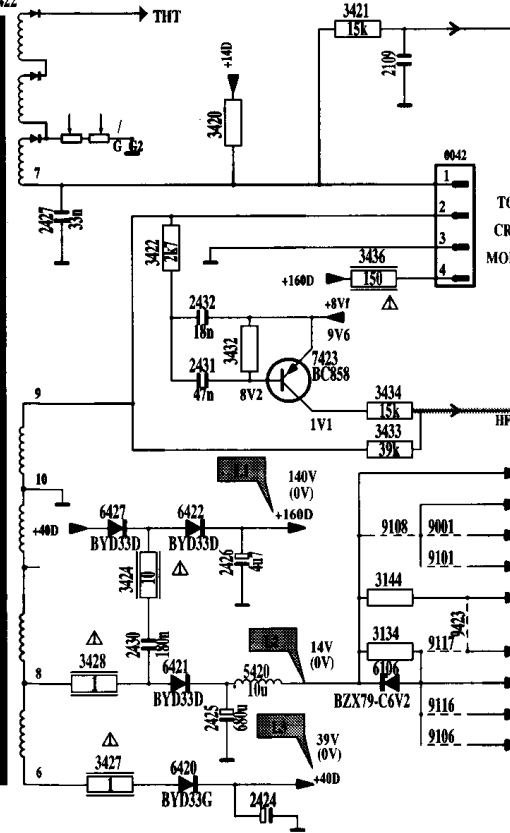 THT
3421
15k
2109
+14D
3420
G G2
7
0042
1
2
3
4
2427
33n
3422
2k7
3436
150
+160D
2432
18n
+8Vf
9V6
3432
7423
BC858
2431
47n
8V2
1V1
3434
15k
HF
3433
39k
9
10
140V
(0V)
+160D
6427
BYD33D
6422
BYD33D
+40D
3424
10
2426
4u7
9108
9001
9101
3144
9423
2430
180n
14V
(0V)
3134
9117
3428
1
8
6421
BYD33D
5420
10u
6106
BZX79-C6V2
2425
680u
9116
9106
39V
(0V)
3427
1
6
6420
BYD33G
+40D
2424